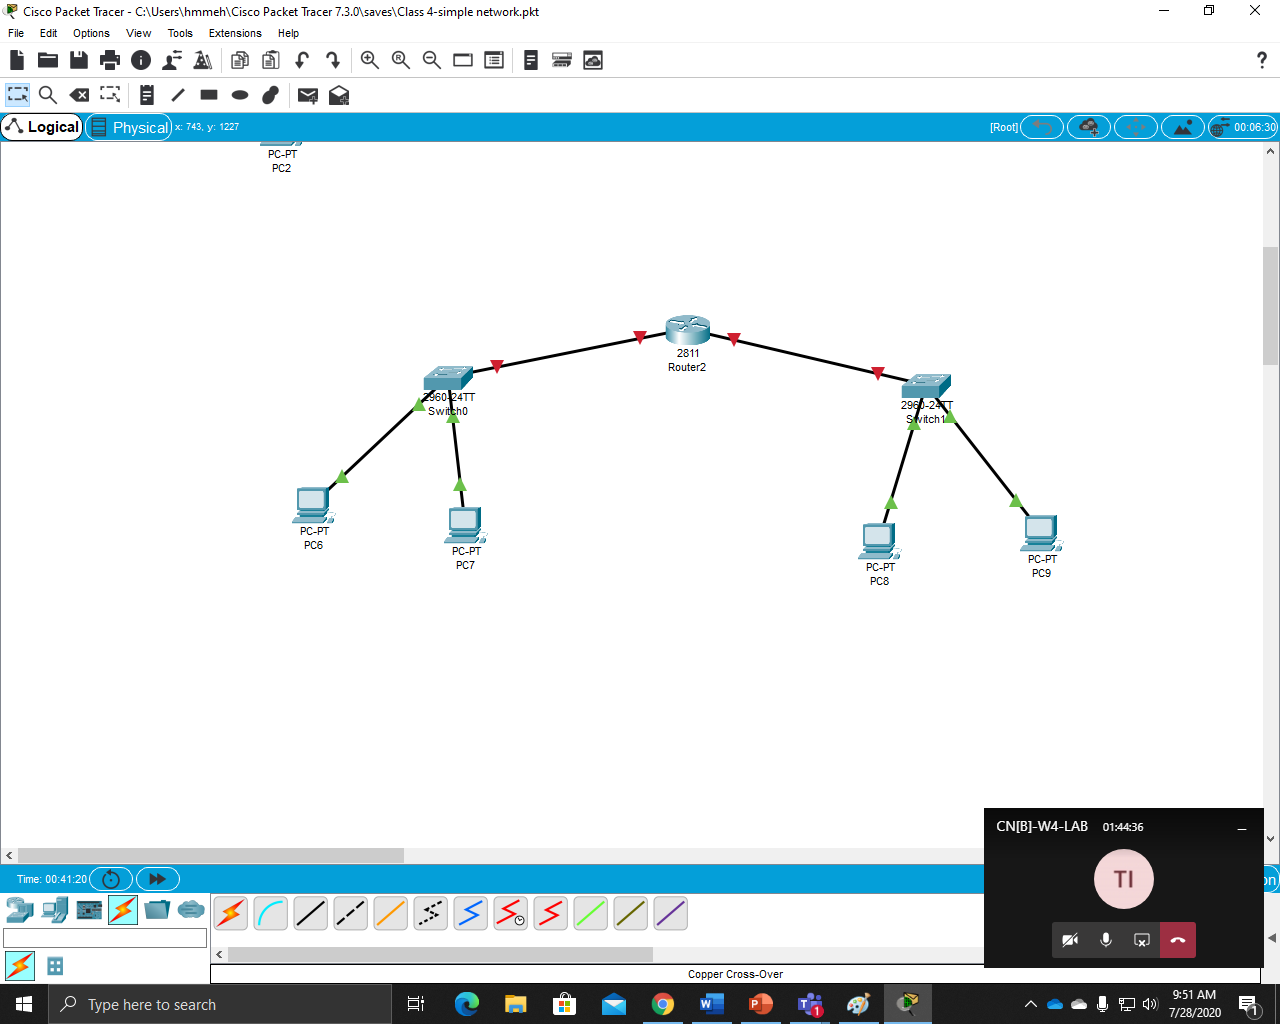 Cisco Packet Tracer - C:\Users\hmmeh\Cisco Packet Tracer 7.3.0\saves\Class 4-simple network.pkt
File Edit Options View Tools Extensions Help
?
Logical Physical x: 743, y: 1227 [Root] 00:06:30
PC-PT
PC2
2811
Router2
2960-24TT
Switch0
2960-24TT
Switch1
PC-PT
PC6
PC-PT
PC7
PC-PT
PC8
PC-PT
PC9
CN[B]-W4-LAB 01:44:36
TI
Time: 00:41:20
on
Copper Cross-Over
Type here to search
9:51 AM
7/28/2020
1
1